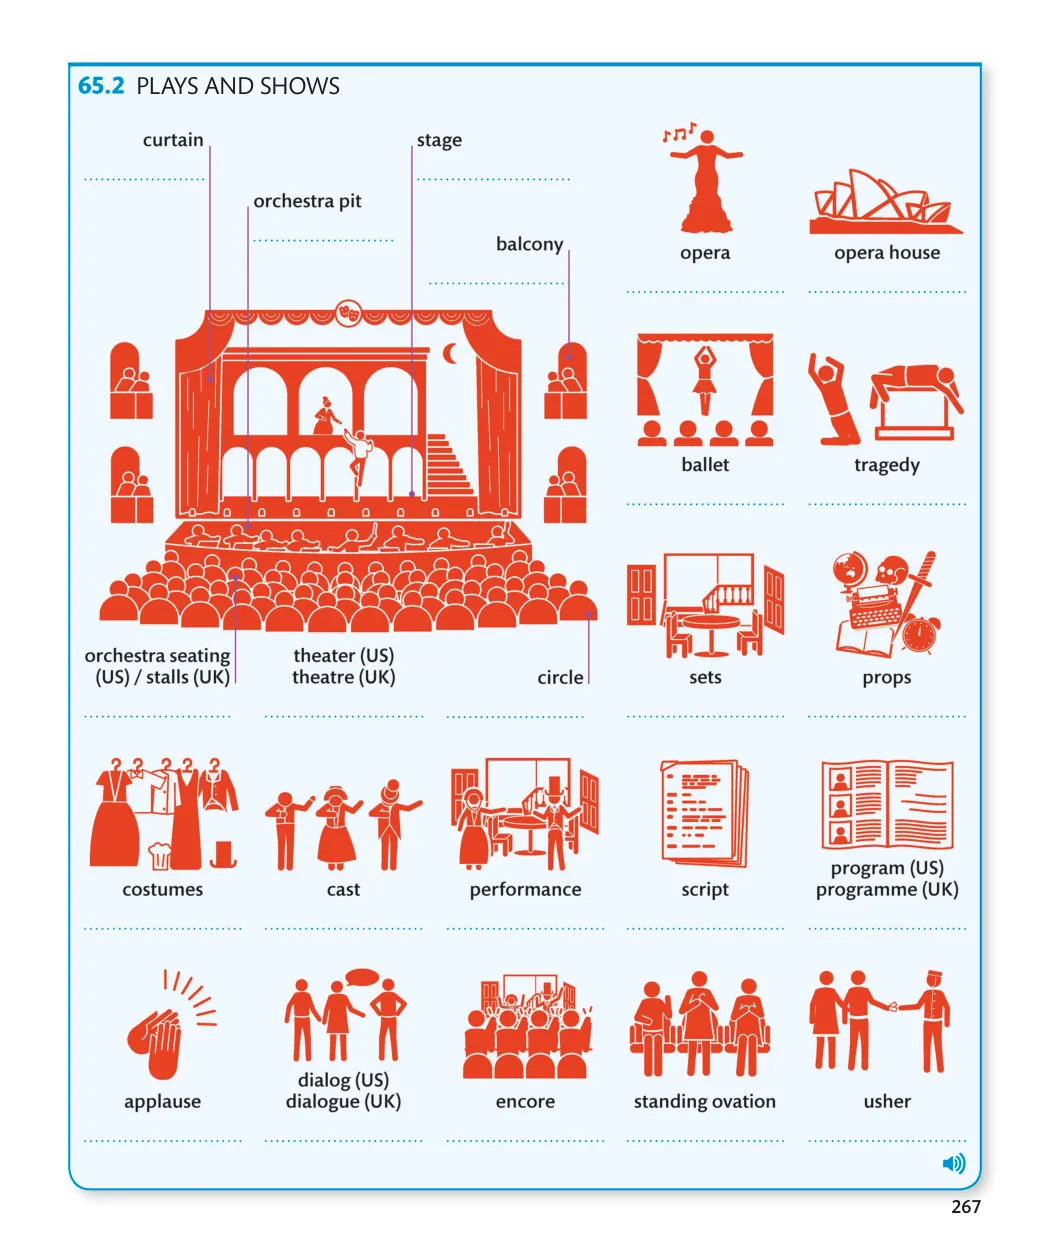 65.2 PLAYS AND SHOWS
curtain
stage
orchestra pit
balcony
opera
opera house
ballet
tragedy
orchestra seating
(US) / stalls (UK)
theater (US)
theatre (UK)
circle
sets
props
costumes
cast
performance
script
program (US)
programme (UK)
applause
dialog (US)
dialogue (UK)
encore
standing ovation
usher
267